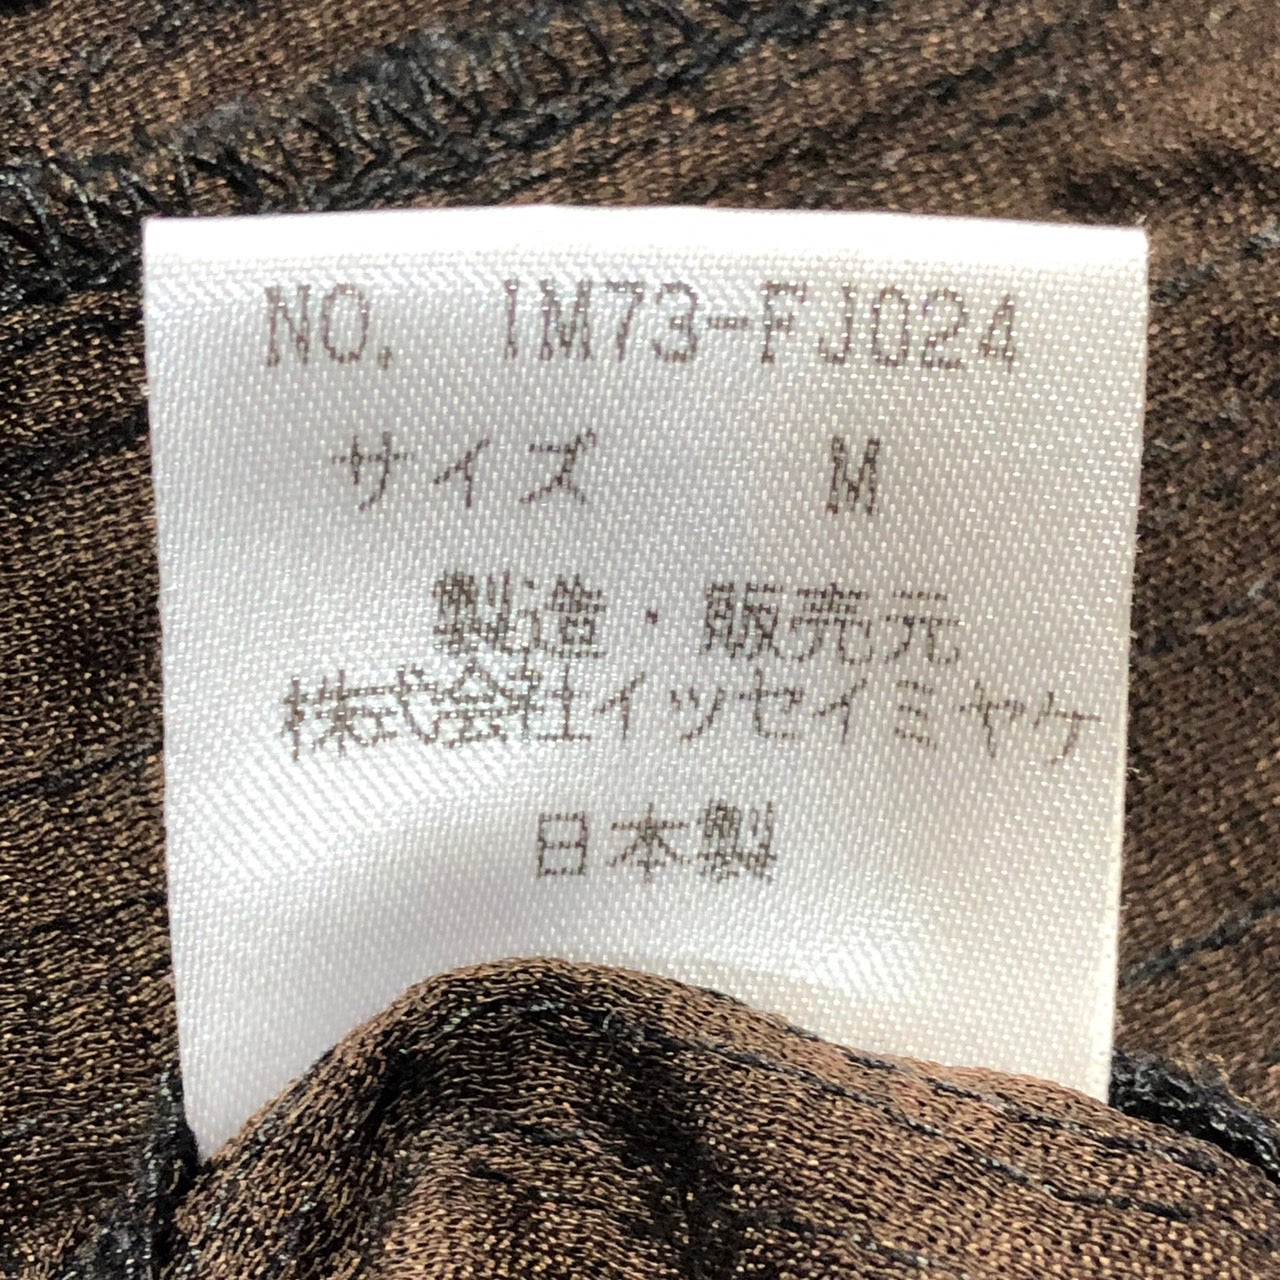 NO. IM73-FJ024
サイズ M
製造・販売元
株式会社イッセイミヤケ
日本製